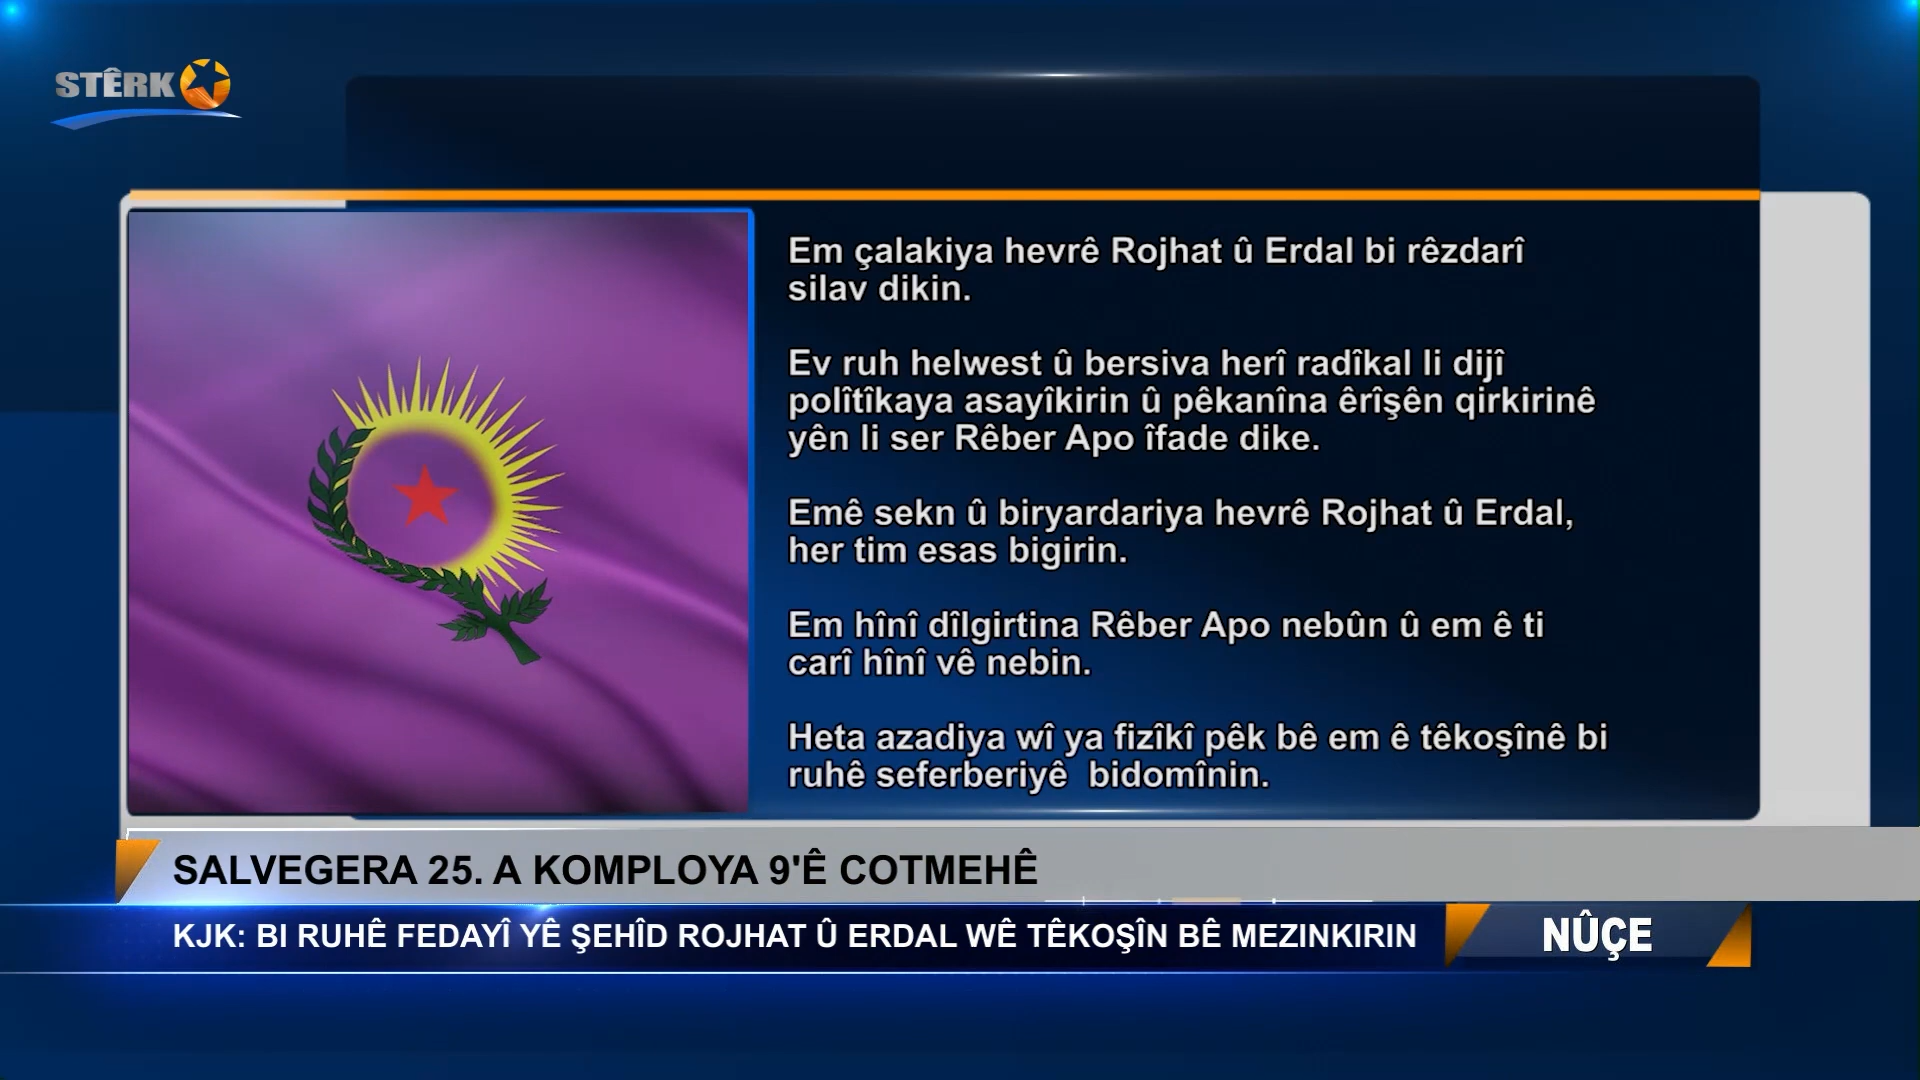 STÊRK
Em çalakiya hevrê Rojhat û Erdal bi rêzdarî
silav dikin.
Ev ruh helwest û bersiva herî radîkal li dijî
polîtîkaya asayîkirin û pêkanîna êrîşên qirkirinê
yên li ser Rêber Apo îfade dike.
Emê sekn û biryardariya hevrê Rojhat û Erdal,
her tim esas bigirin.
Em hînî dîlgirtina Rêber Apo nebûn û em ê ti
carî hînî vê nebin.
Heta azadiya wî ya fizîkî pêk bê em ê têkoşînê bi
ruhê seferberiyê bidomînin.
SALVEGERA 25. A KOMPLOYA 9'Ê COTMEHÊ
KJK: BI RUHÊ FEDAYÎ YÊ ŞEHÎD ROJHAT Û ERDAL WÊ TÊKOŞÎN BÊ MEZINKIRIN
NÛÇE